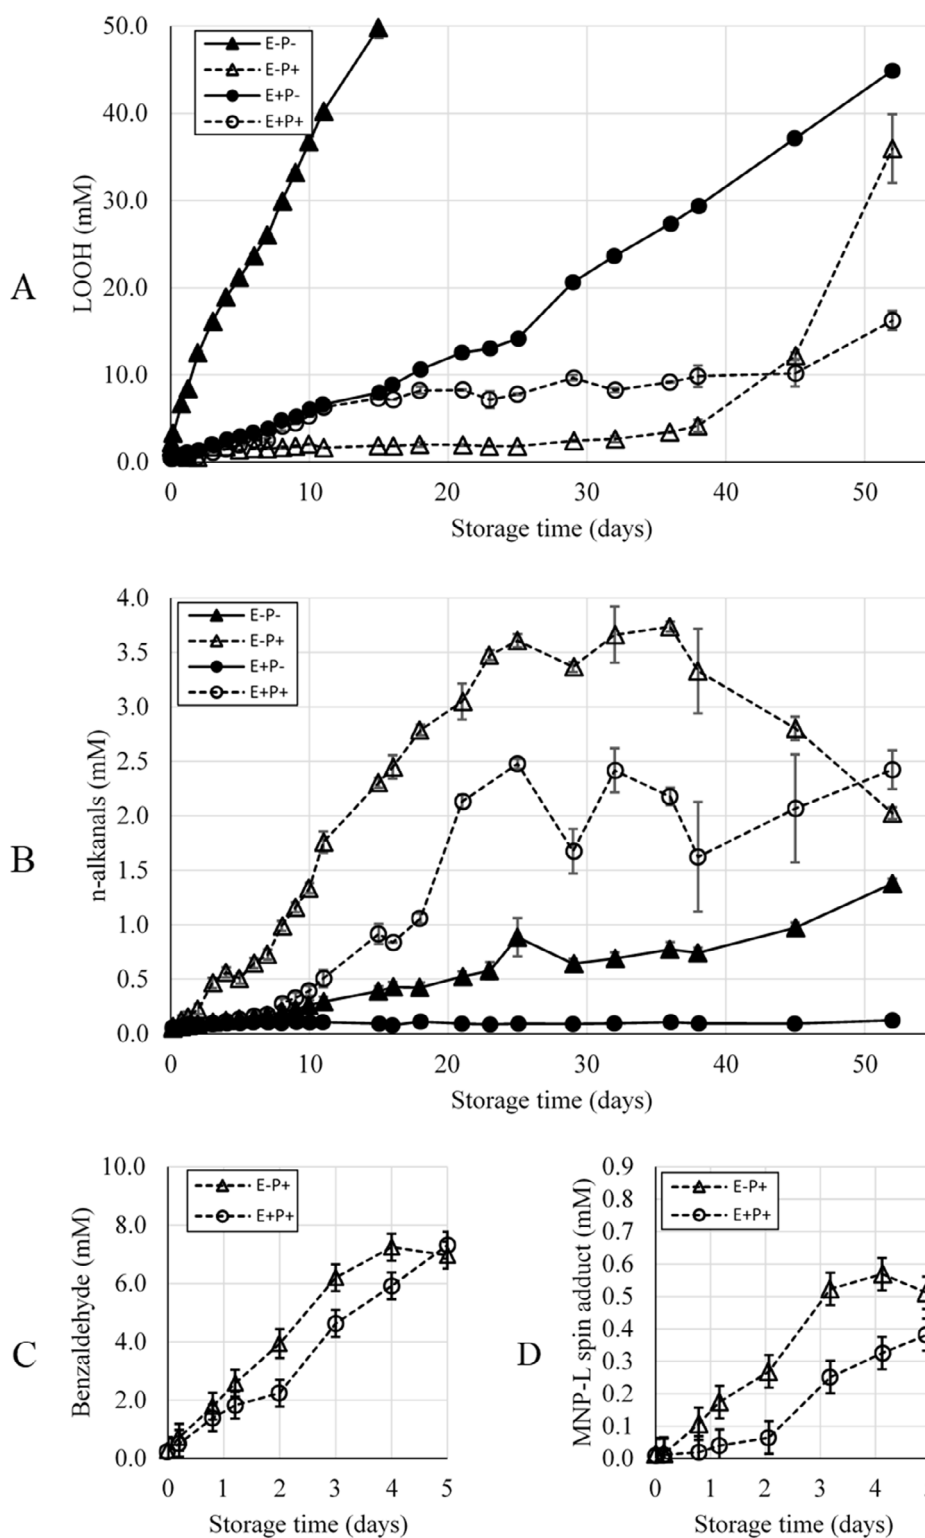 A
LOOH (mM)
50.0
40.0
30.0
20.0
10.0
0.0
E-P-
E-P+
E+P-
E+P+
0 10 20 30 40 50
Storage time (days)
B
n-alkanals (mM)
4.0
3.5
3.0
2.5
2.0
1.5
1.0
0.5
0.0
E-P-
E-P+
E+P-
E+P+
0 10 20 30 40 50
Storage time (days)
C
Benzaldehyde (mM)
10.0
8.0
6.0
4.0
2.0
0.0
E-P+
E+P+
0 1 2 3 4 5
Storage time (days)
D
MNP-L spin adduct (mM)
0.9
0.8
0.7
0.6
0.5
0.4
0.3
0.2
0.1
0.0
E-P+
E+P+
0 1 2 3 4
Storage time (days)